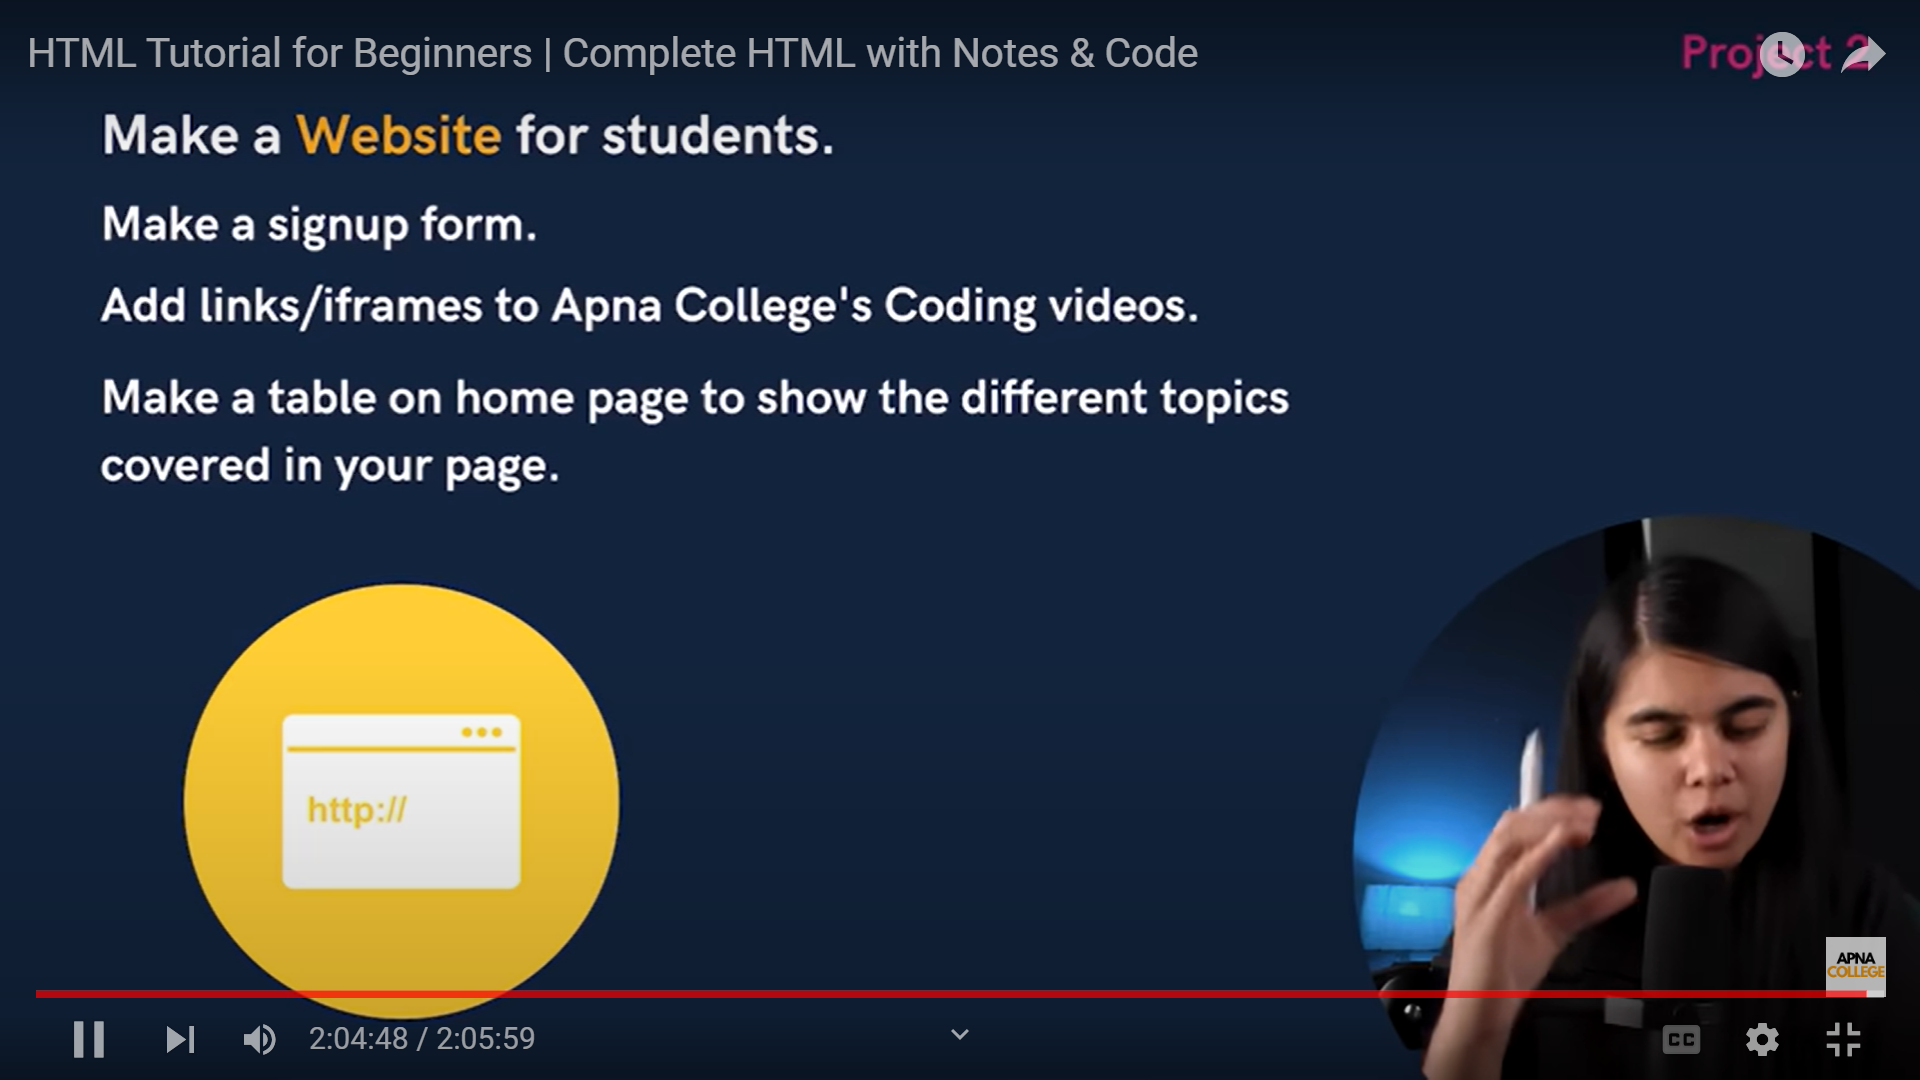 HTML Tutorial for Beginners | Complete HTML with Notes & Code
Project 2
Make a Website for students.
Make a signup form.
Add links/iframes to Apna College's Coding videos.
Make a table on home page to show the different topics
covered in your page.
http://
APNA
COLLEGE
2:04:48 / 2:05:59
CC